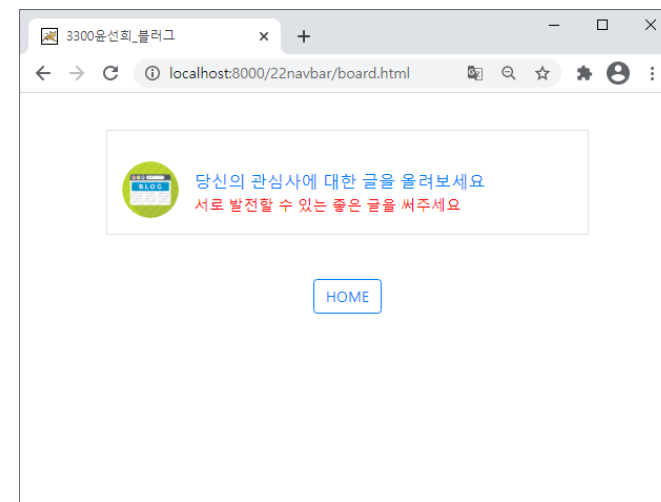 3300윤선희_블러그
localhost:8000/22navbar/board.html
BLOG
당신의 관심사에 대한 글을 올려보세요
서로 발전할 수 있는 좋은 글을 써주세요
HOME